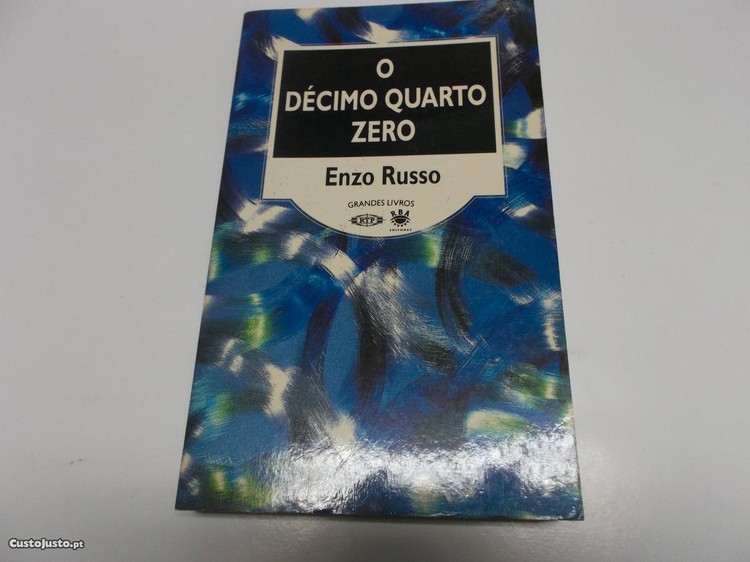 O
DÉCIMO QUARTO
ZERO
Enzo Russo
GRANDES LIVROS
RTP
RBA
EDITORES
CustoJusto.pt